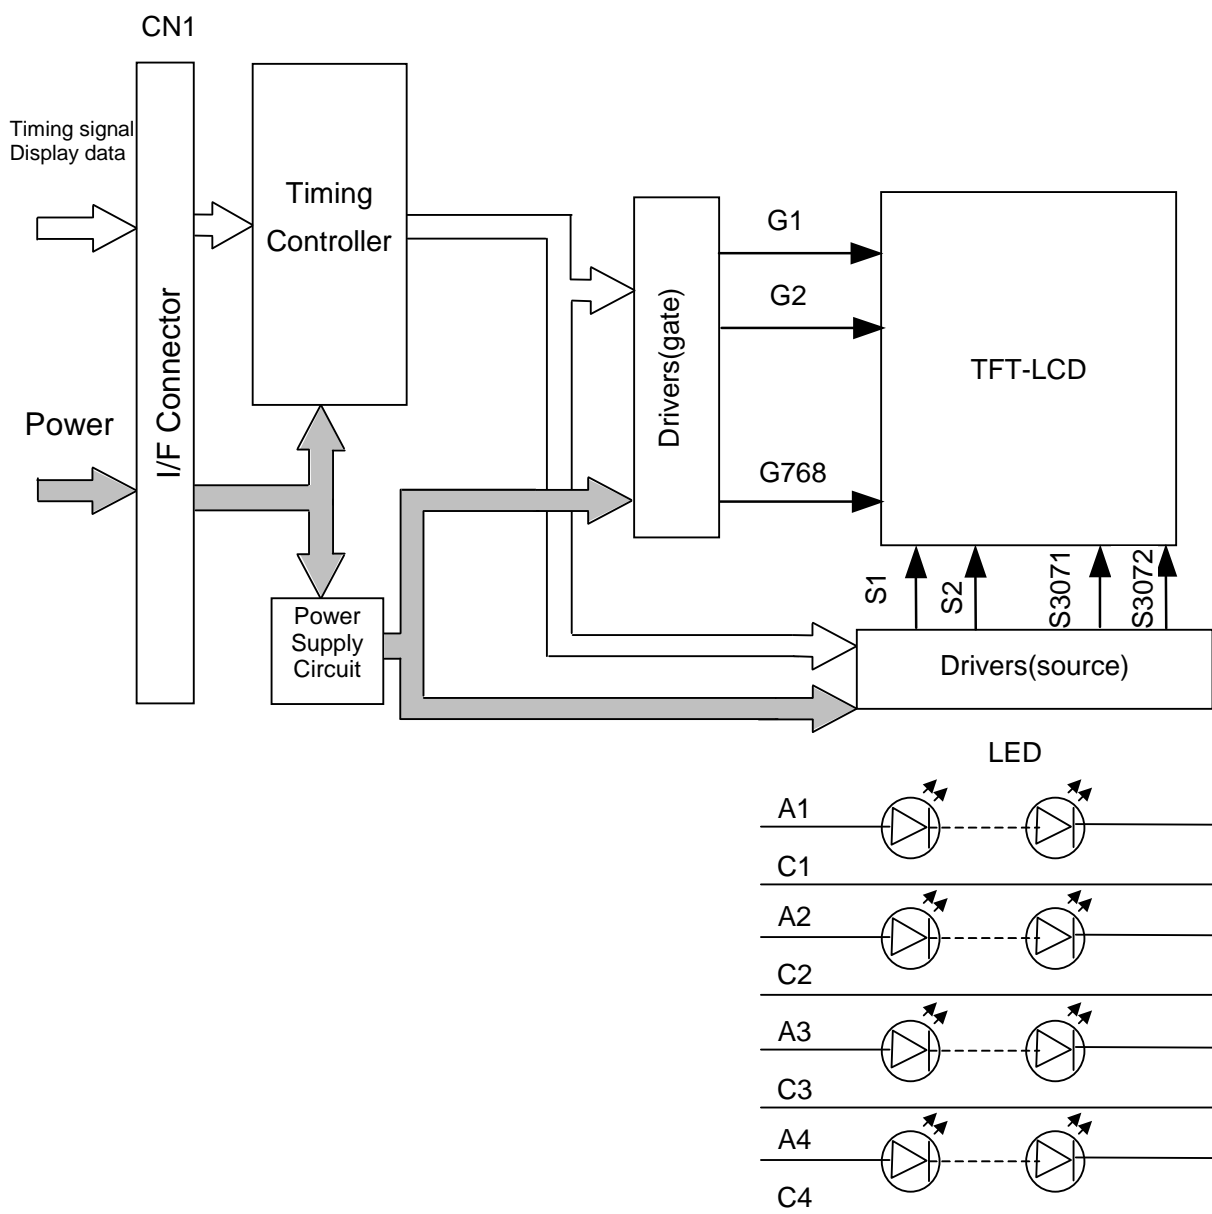 CN1
Timing signal
Display data
Power
I/F Connector
Timing
Controller
Power
Supply
Circuit
Drivers(gate)
G1
G2
G768
TFT-LCD
S1
S2
S3071
S3072
Drivers(source)
LED
A1
C1
A2
C2
A3
C3
A4
C4